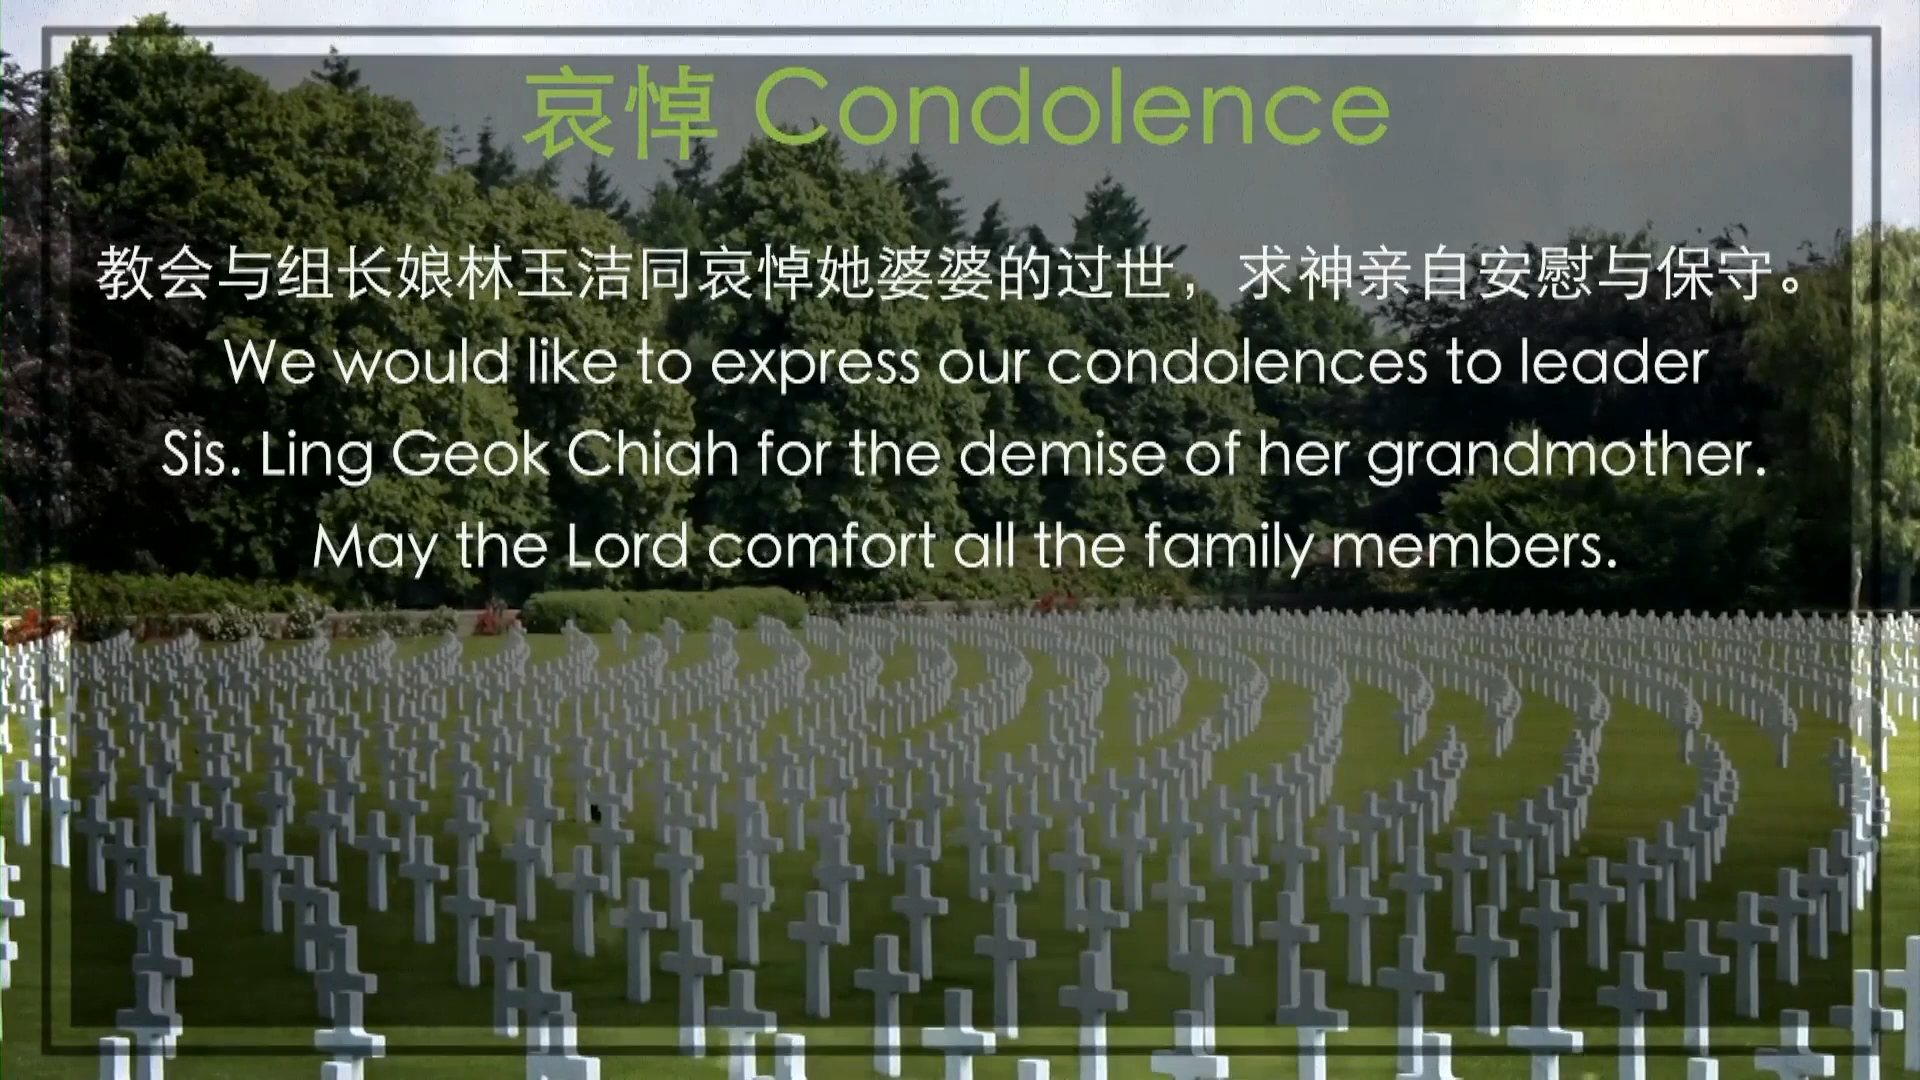 哀悼 Condolence
教会与组长娘林玉洁同哀悼她婆婆的过世，求神亲自安慰与保守。
We would like to express our condolences to leader
Sis. Ling Geok Chiah for the demise of her grandmother.
May the Lord comfort all the family members.